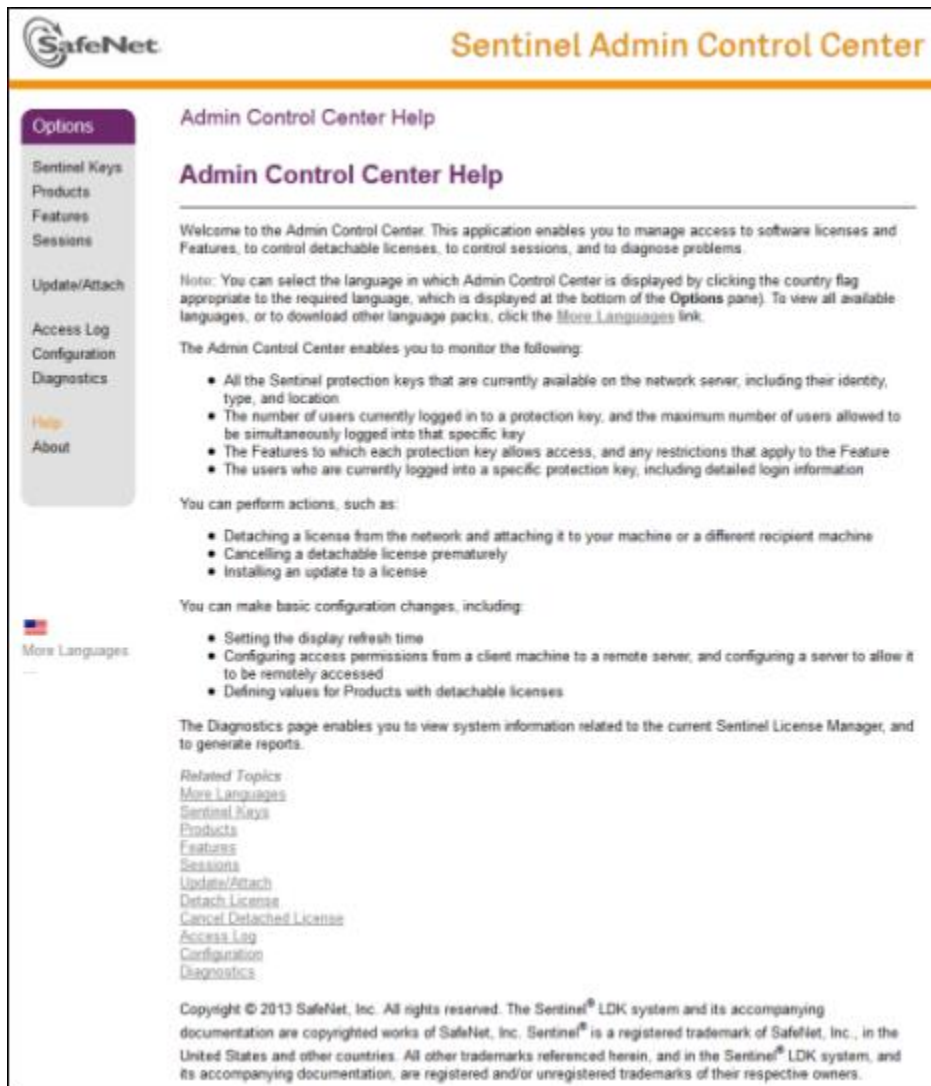 SafeNet.
Sentinel Admin Control Center
Options
Sentinel Keys
Products
Features
Sessions
Update/Attach
Access Log
Configuration
Diagnostics
Help
About
More Languages
....
Admin Control Center Help
Admin Control Center Help
Welcome to the Admin Control Center. This application enables you to manage access to software licenses and
Features, to control detachable licenses, to control sessions, and to diagnose problems.
Note: You can select the language in which Admin Control Center is displayed by clicking the country flag
appropriate to the required language, which is displayed at the bottom of the Options pane). To view all available
languages, or to download other language packs, click the More Languages link.
The Admin Control Center enables you to monitor the following:
• All the Sentinel protection keys that are currently available on the network server, including their identity,
type, and location
• The number of users currently logged in to a protection key, and the maximum number of users allowed to
be simultaneously logged into that specific key
• The Features to which each protection key allows access, and any restrictions that apply to the Feature
• The users who are currently logged into a specific protection key, including detailed login information
You can perform actions, such as:
• Detaching a license from the network and attaching it to your machine or a different recipient machine
• Cancelling a detachable license prematurely
• Installing an update to a license
You can make basic configuration changes, including:
• Setting the display refresh time
• Configuring access permissions from a client machine to a remote server, and configuring a server to allow it
to be remotely accessed
• Defining values for Products with detachable licenses
The Diagnostics page enables you to view system information related to the current Sentinel License Manager, and
to generate reports.
Related Topics
More Languages
Sentinel Keys
Products
Features
Sessions
Update/Attach
Detach License
Cancel Detached License
Access Log
Configuration
Diagnostics
Copyright © 2013 SafeNet, Inc. All rights reserved. The Sentinel® LDK system and its accompanying
documentation are copyrighted works of SafeNet, Inc. Sentinel® is a registered trademark of SafeNet, Inc., in the
United States and other countries. All other trademarks referenced herein, and in the Sentinel® LDK system, and
its accompanying documentation, are registered and/or unregistered trademarks of their respective owners.